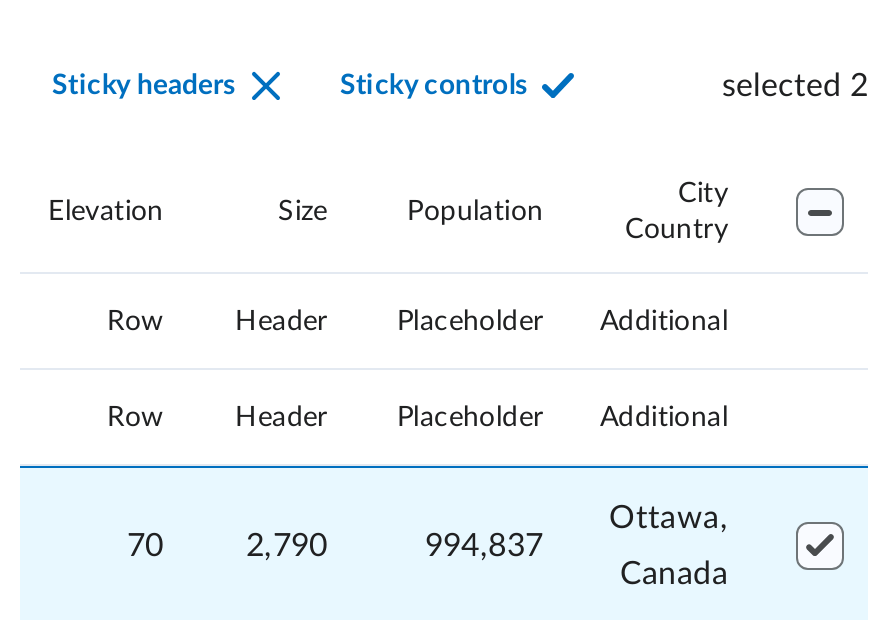 Sticky headers Sticky controls selected 2
Elevation Size Population City
Country
Row Header Placeholder Additional
Row Header Placeholder Additional
70 2,790 994,837 Ottawa,
Canada